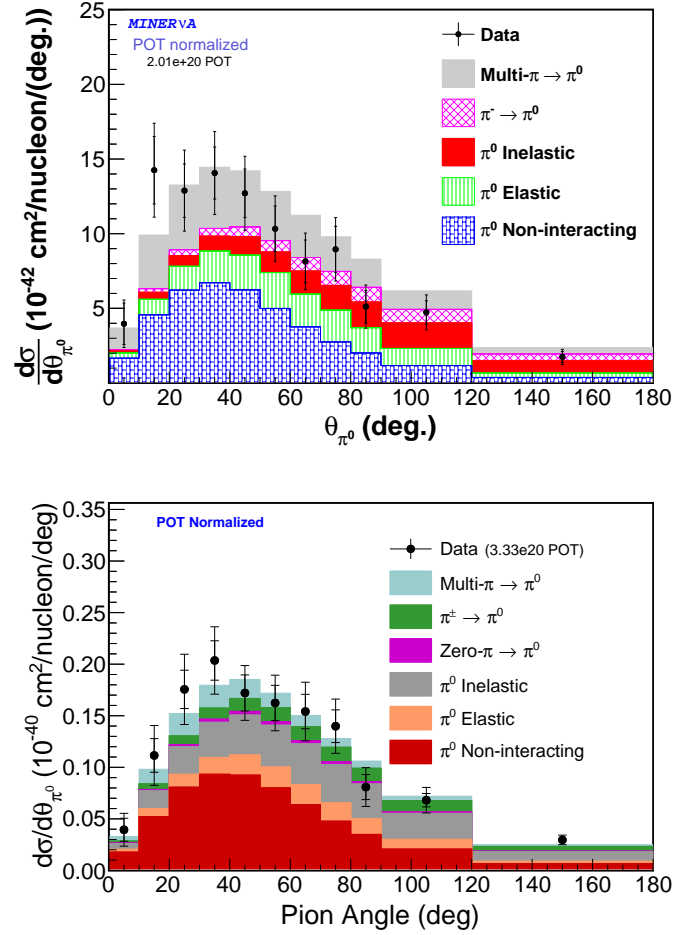 25
20
15
10
5
MINERνA
POT normalized
2.01e+20 POT
Data
Multi-π → π⁰
π⁻ → π⁰
π⁰ Inelastic
π⁰ Elastic
π⁰ Non-interacting
dσ/dθ_π⁰ (10⁻⁴² cm²/nucleon/(deg.))
0 20 40 60 80 100 120 140 160 180
θ_π⁰ (deg.)
0.35
0.30
0.25
0.20
0.15
0.10
0.05
0.00
POT Normalized
Data (3.33e20 POT)
Multi-π → π⁰
π± → π⁰
Zero-π → π⁰
π⁰ Inelastic
π⁰ Elastic
π⁰ Non-interacting
dσ/dθ_π⁰ (10⁻⁴⁰ cm²/nucleon/deg)
0 20 40 60 80 100 120 140 160 180
Pion Angle (deg)